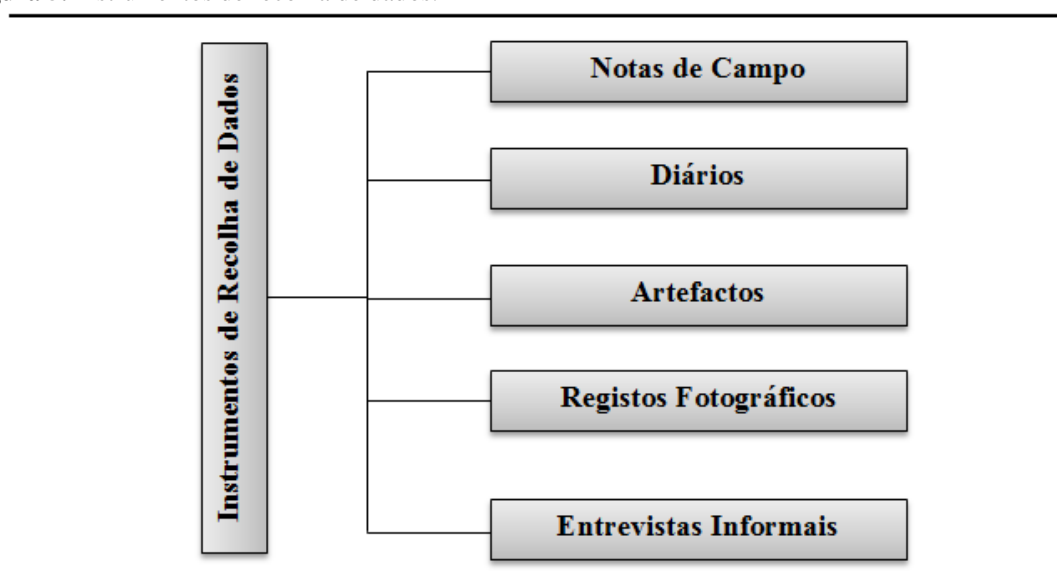 Instrumentos de Recolha de Dados
Notas de Campo
Diários
Artefactos
Registos Fotográficos
Entrevistas Informais